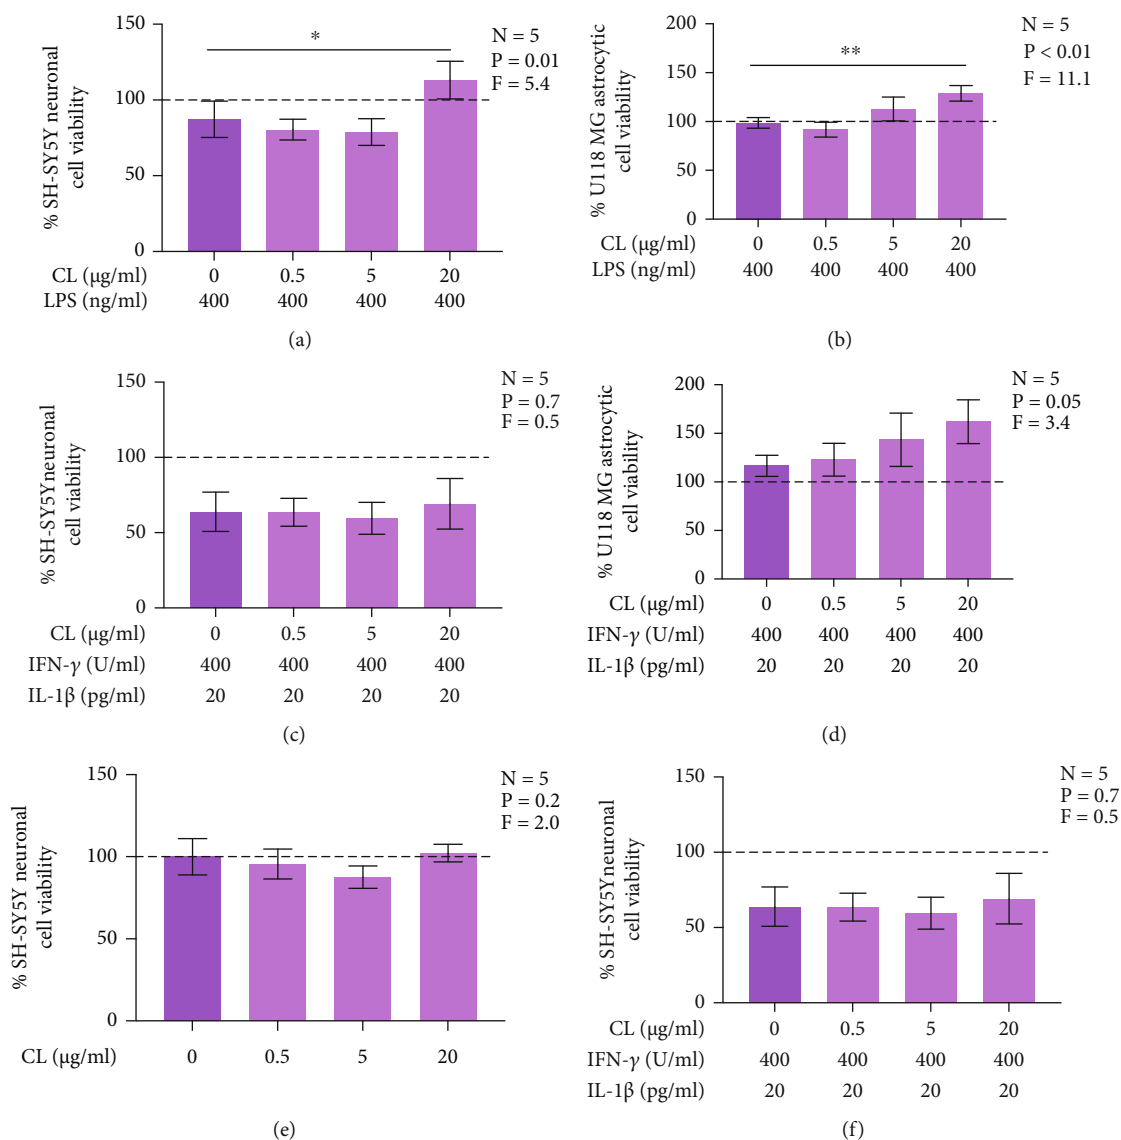 % SH-SY5Y neuronal
cell viability
150
100
50
0
*
N = 5
P = 0.01
F = 5.4
CL (μg/ml) 0 0.5 5 20
LPS (ng/ml) 400 400 400 400
(a)
% U118 MG astrocytic
cell viability
200
150
100
50
0
**
N = 5
P < 0.01
F = 11.1
CL (μg/ml) 0 0.5 5 20
LPS (ng/ml) 400 400 400 400
(b)
% SH-SY5Yneuronal
cell viability
150
100
50
0
N = 5
P = 0.7
F = 0.5
CL (μg/ml) 0 0.5 5 20
IFN-γ (U/ml) 400 400 400 400
IL-1β (pg/ml) 20 20 20 20
(c)
% U118 MG astrocytic
cell viability
200
150
100
50
0
N = 5
P = 0.05
F = 3.4
CL (μg/ml) 0 0.5 5 20
IFN-γ (U/ml) 400 400 400 400
IL-1β (pg/ml) 20 20 20 20
(d)
% SH-SY5Y neuronal
cell viability
150
100
50
0
N = 5
P = 0.2
F = 2.0
CL (μg/ml) 0 0.5 5 20
(e)
% SH-SY5Yneuronal
cell viability
150
100
50
0
N = 5
P = 0.7
F = 0.5
CL (μg/ml) 0 0.5 5 20
IFN-γ (U/ml) 400 400 400 400
IL-1β (pg/ml) 20 20 20 20
(f)